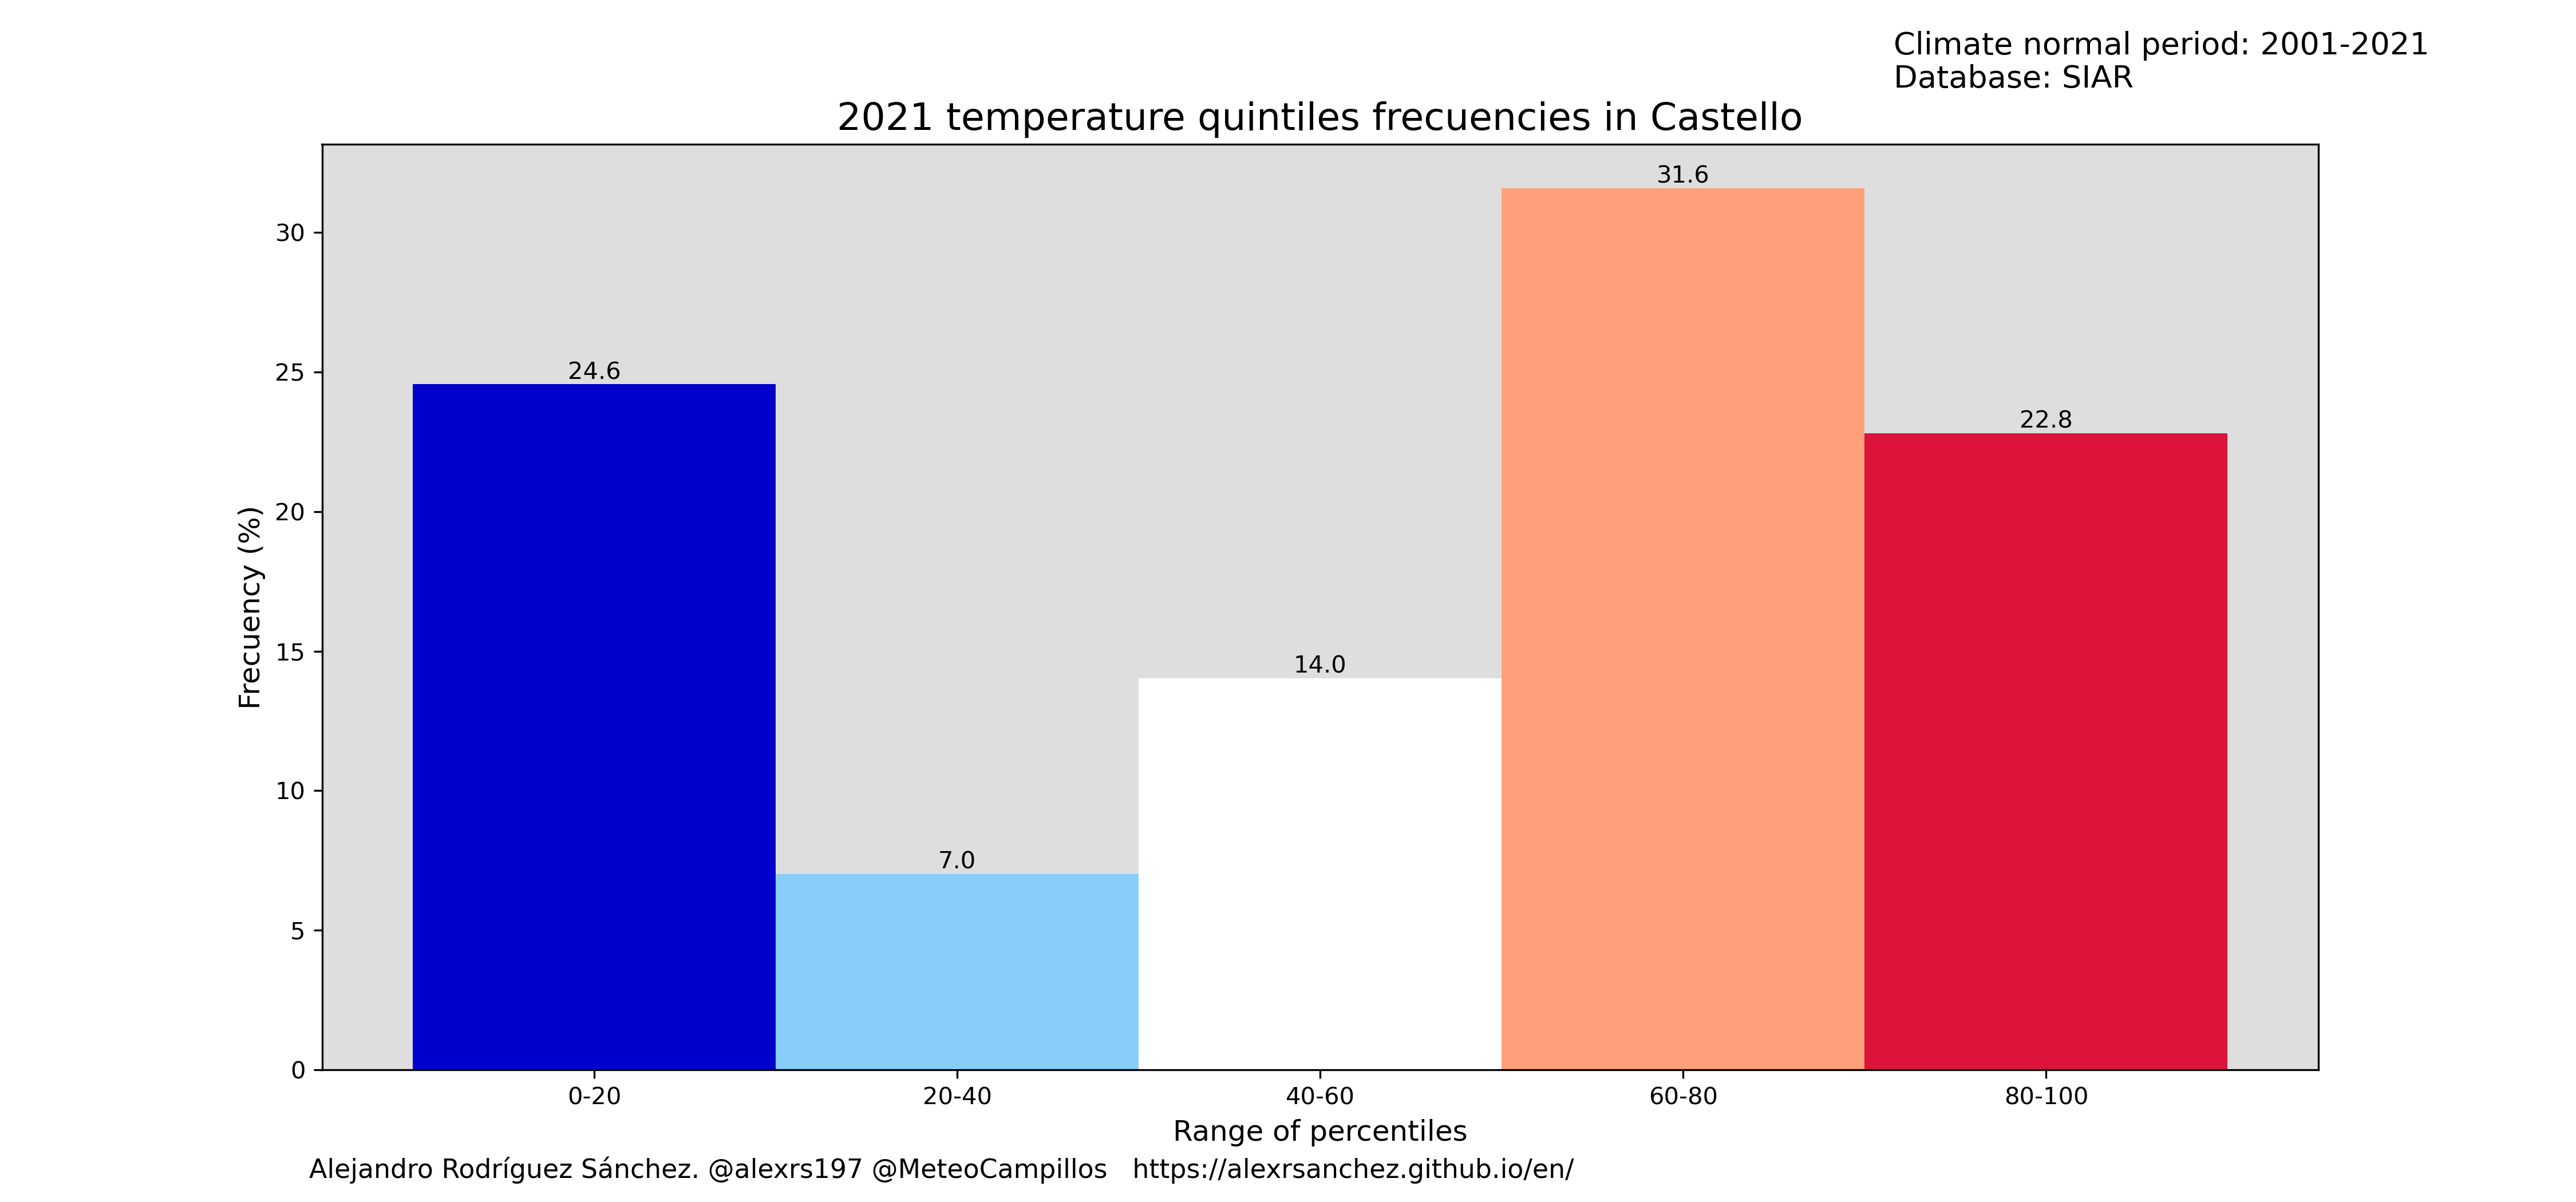 Climate normal period: 2001-2021
Database: SIAR
2021 temperature quintiles frecuencies in Castello
Frecuency (%)
30
25
20
15
10
5
0
24.6
7.0
14.0
31.6
22.8
0-20
20-40
40-60
60-80
80-100
Range of percentiles
Alejandro Rodríguez Sánchez. @alexrs197 @MeteoCampillos https://alexrsanchez.github.io/en/